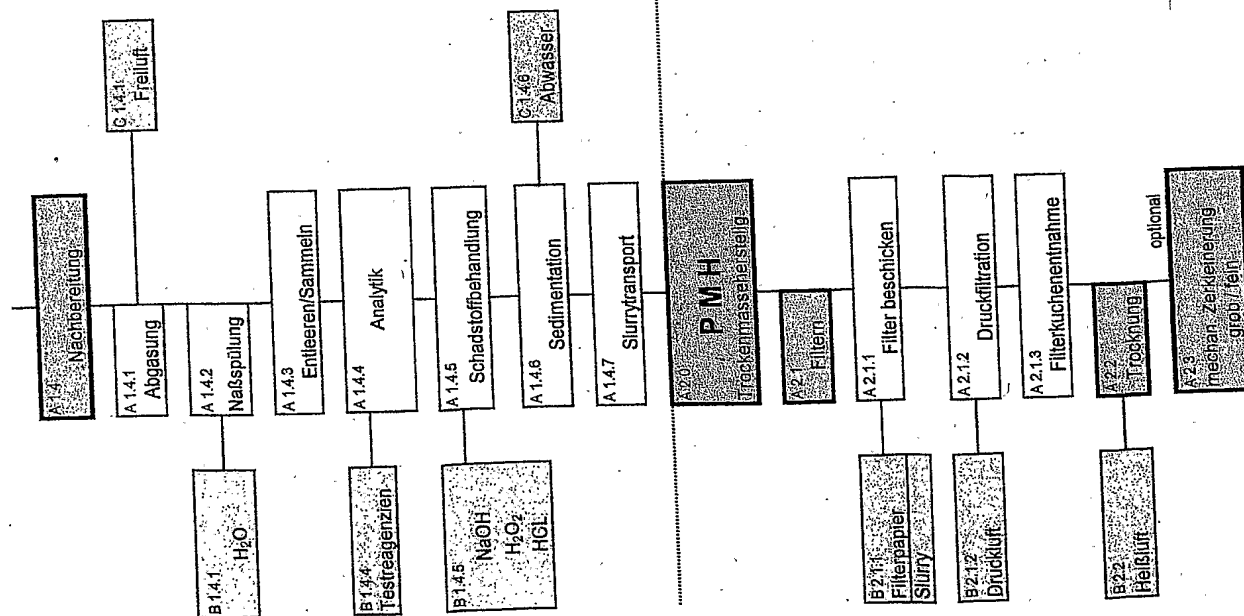 A 1.4
Nachbereitung
C 1.4.1
Freiluft
A 1.4.1
Abgasung
B 1.4.1
H₂O
A 1.4.2
Naßspülung
A 1.4.3
Entleeren/Sammeln
B 1.4.4
Testreagenzien
A 1.4.4
Analytik
B 1.4.5
NaOH
H₂O₂
HGL
A 1.4.5
Schadstoffbehandlung
A 1.4.6
Sedimentation
C 1.4.6
Abwasser
A 1.4.7
Slurrytransport
A 2.0
P M H
Trockenmasseherstellg
A 2.1
Filtern
B 2.1.1
Filterpapier
Slurry
A 2.1.1
Filter beschicken
B 2.1.2
Druckluft
A 2.1.2
Druckfiltration
A 2.1.3
Filterkuchenentnahme
B 2.2
Heißluft
A 2.2
Trocknung
optional
A 2.3
mechan. Zerkleinerung
grob / fein